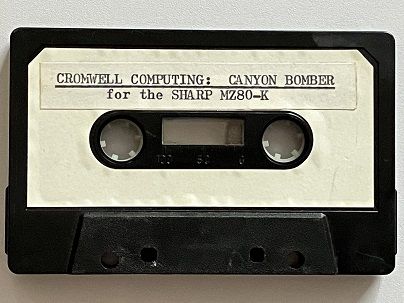 CROMWELL COMPUTING: CANYON BOMBER
for the SHARP MZ80-K
100 50 0